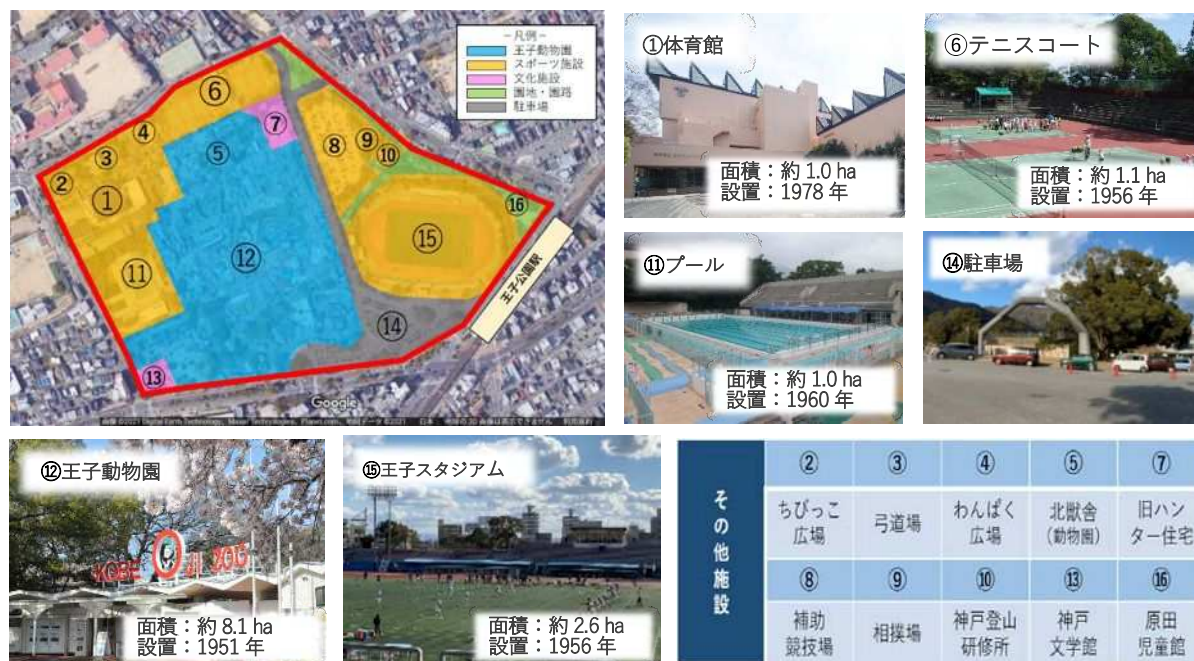 －凡例－
王子動物園
スポーツ施設
文化施設
園地・園路
駐車場
⑥
④
⑦
③
⑤
⑨
⑧
⑩
②
①
⑯
⑮
⑫
⑪
王子公園駅
⑭
⑬
Google
①体育館
面積：約 1.0 ha
設置：1978 年
⑥テニスコート
面積：約 1.1 ha
設置：1956 年
⑪プール
面積：約 1.0 ha
設置：1960 年
⑭駐車場
⑫王子動物園
KOBE OJI ZOO
面積：約 8.1 ha
設置：1951 年
⑮王子スタジアム
面積：約 2.6 ha
設置：1956 年
その他施設
② ③ ④ ⑤ ⑦
ちびっこ 弓道場 わんぱく 北獣舎 旧ハン
広場 広場 （動物園） ター住宅
⑧ ⑨ ⑩ ⑬ ⑯
補助 相撲場 神戸登山 神戸 原田
競技場 研修所 文学館 児童館